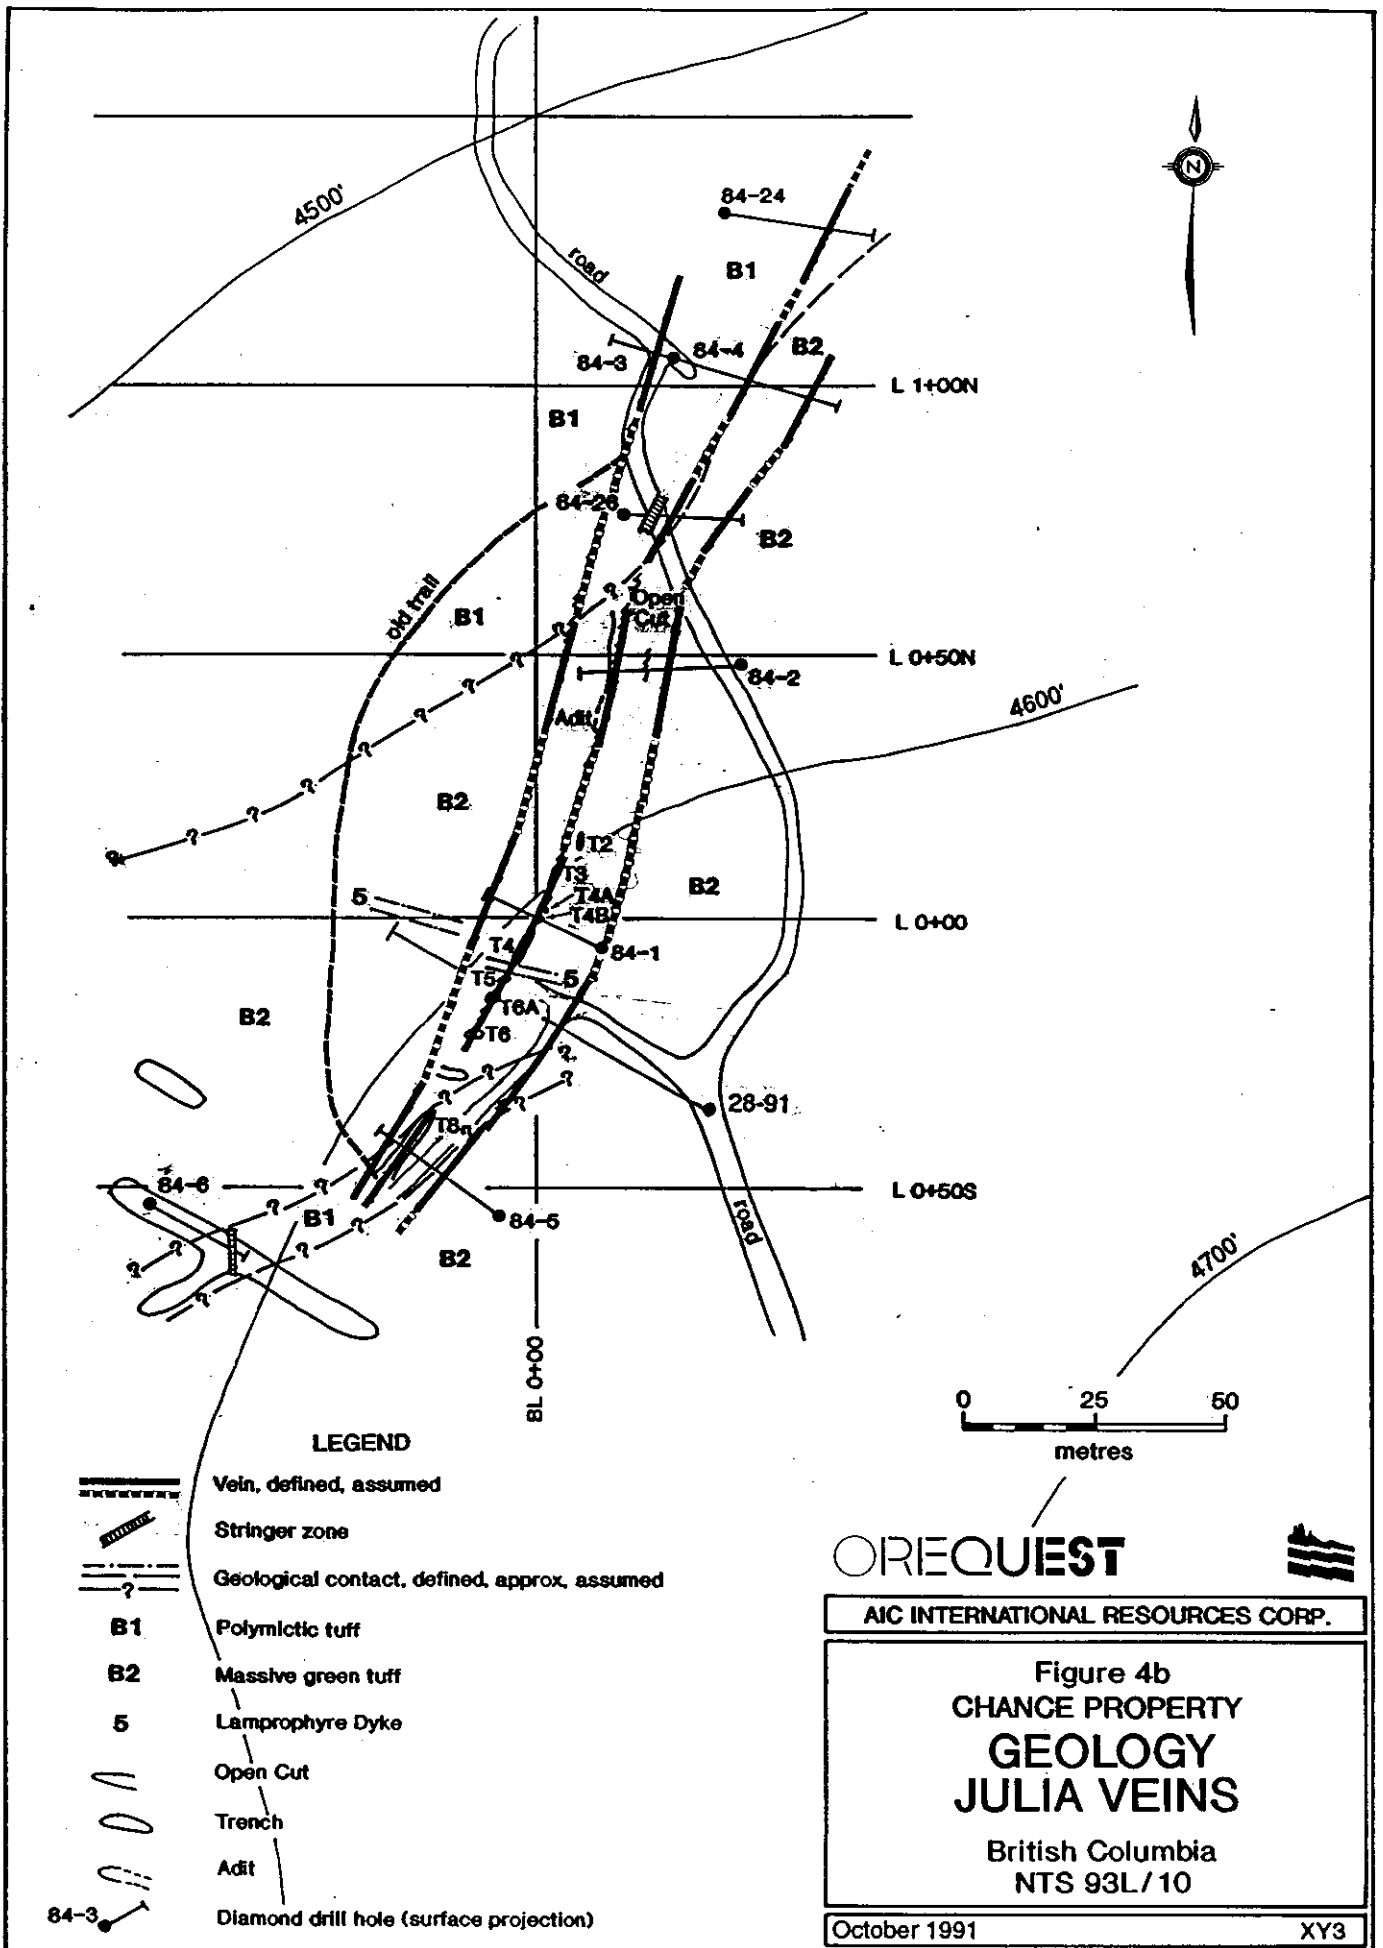 84-24
4500'
road
B1
84-3
84-4
B2
L 1+00N
B1
84-26
B2
old trail
B1
Open
Cut
L 0+50N
84-2
4600'
Adit
B2
T2
T3
B2
5
T4A
T4B
L 0+00
T4
84-1
T5
5
T6A
B2
T6
28-91
T8
84-6
L 0+50S
B1
84-5
road
B2
4700'
BL 0+00
0 25 50
metres
N
LEGEND
Vein, defined, assumed
Stringer zone
Geological contact, defined, approx, assumed
B1 Polymictic tuff
B2 Massive green tuff
5 Lamprophyre Dyke
Open Cut
Trench
Adit
84-3 Diamond drill hole (surface projection)
OREQUEST
AIC INTERNATIONAL RESOURCES CORP.
Figure 4b
CHANCE PROPERTY
GEOLOGY
JULIA VEINS
British Columbia
NTS 93L/10
October 1991 XY3